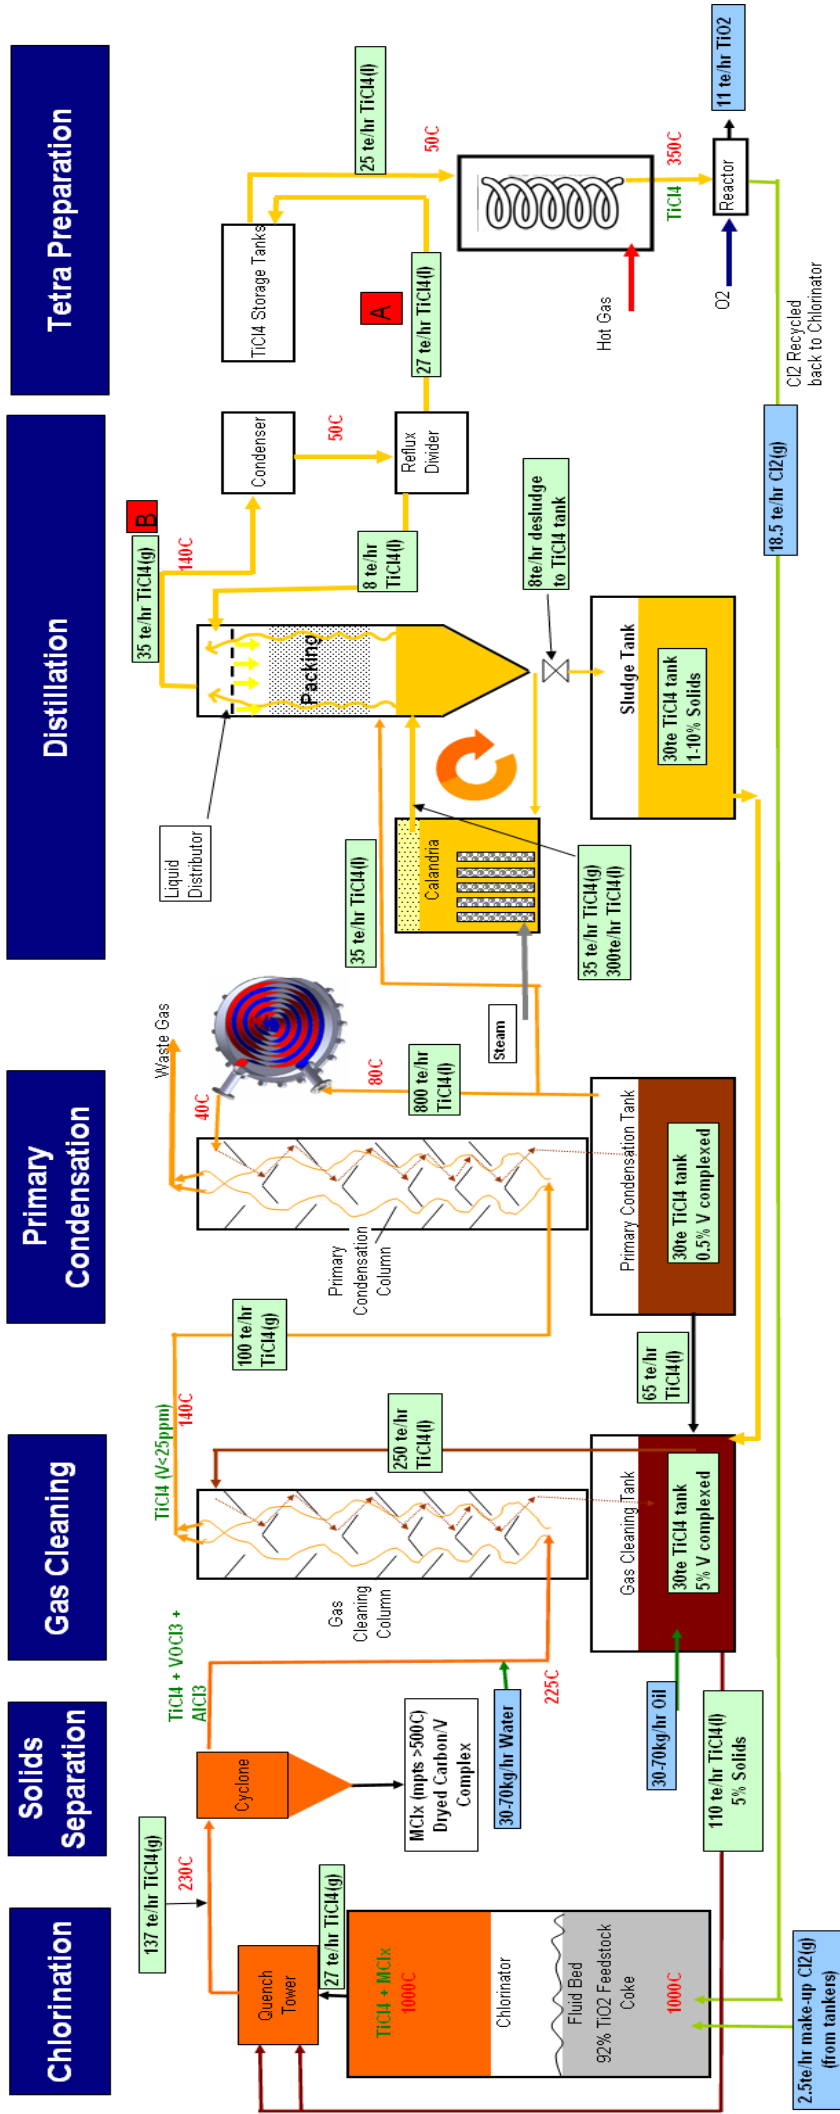 Chlorination
Solids
Separation
Gas Cleaning
Primary
Condensation
Distillation
Tetra Preparation
137 te/hr TiCl4(g)
230C
Quench
Tower
27 te/hr TiCl4(g)
TiCl4 + MClx
1000C
Chlorinator
Fluid Bed
92% TiO2 Feedstock
Coke
1000C
2.5te/hr make-up Cl2(g)
(from tankers)
Cyclone
MClx (mpts >500C)
Dryed Carbon/V
Complex
TiCl4 + VOCl3 +
AlCl3
30-70kg/hr Water
225C
30-70kg/hr Oil
110 te/hr TiCl4(l)
5% Solids
TiCl4 (V<25ppm)
140C
Gas
Cleaning
Column
250 te/hr
TiCl4(l)
Gas Cleaning Tank
30te TiCl4 tank
5% V complexed
100 te/hr
TiCl4(g)
65 te/hr
TiCl4(l)
Waste Gas
Primary
Condensation
Column
40C
80C
800 te/hr
TiCl4(l)
Primary Condensation Tank
30te TiCl4 tank
0.5% V complexed
35 te/hr TiCl4(l)
Steam
Calandria
35 te/hr TiCl4(g)
300te/hr TiCl4(l)
Liquid
Distributor
Packing
35 te/hr TiCl4(g)
B
140C
8 te/hr
TiCl4(l)
Condenser
50C
Reflux
Divider
8te/hr desludge
to TiCl4 tank
Sludge Tank
30te TiCl4 tank
1-10% Solids
TiCl4 Storage Tanks
A
27 te/hr TiCl4(l)
25 te/hr TiCl4(l)
50C
Hot Gas
TiCl4
350C
O2
Reactor
11 te/hr TiO2
Cl2 Recycled
back to Chlorinator
18.5 te/hr Cl2(g)